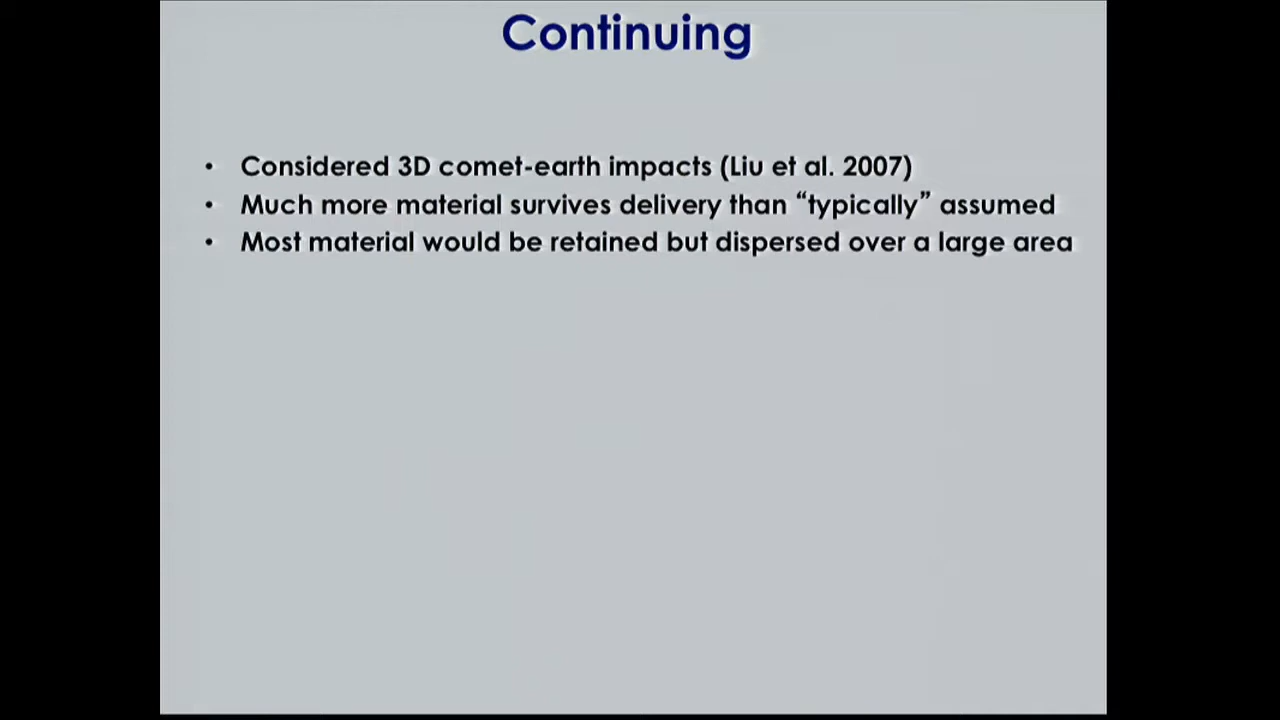 Continuing
• Considered 3D comet-earth impacts (Liu et al. 2007)
• Much more material survives delivery than “typically” assumed
• Most material would be retained but dispersed over a large area